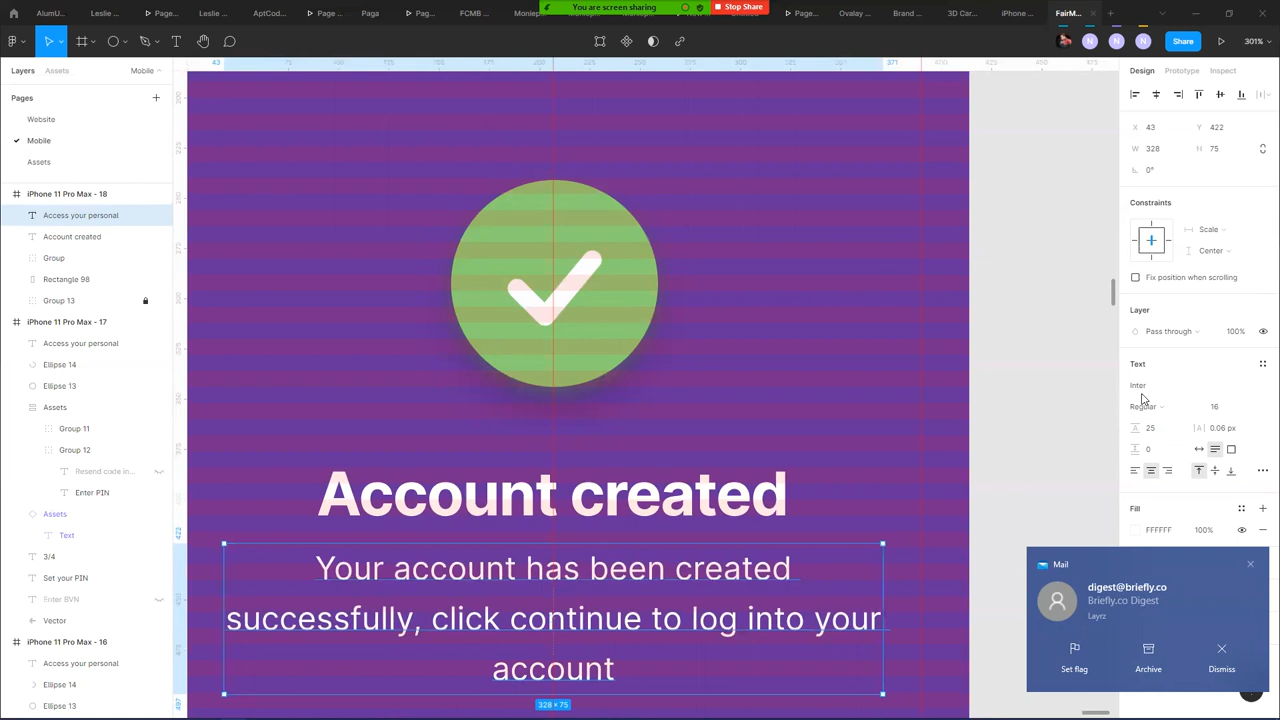 AlumU...
Leslie ...
Page...
Leslie ...
AptCod...
Page ...
Paga
Pag...
FCMB ...
Moniep...
You are screen sharing
Stop Share
Page...
Ovalay ...
Brand ...
3D Car...
iPhone ...
FairM...
N
N
N
Share
301%
Layers
Assets
Mobile
43
371
Pages
Website
Mobile
Assets
iPhone 11 Pro Max - 18
Access your personal
Account created
Group
Rectangle 98
Group 13
iPhone 11 Pro Max - 17
Access your personal
Ellipse 14
Ellipse 13
Assets
Group 11
Group 12
Resend code in...
Enter PIN
Assets
Text
3/4
Set your PIN
Enter BVN
Vector
iPhone 11 Pro Max - 16
Access your personal
Ellipse 14
Ellipse 13
423
497
Account created
Your account has been created
successfully, click continue to log into your
account
328 × 75
Design
Prototype
Inspect
X 43
Y 422
W 328
H 75
0°
Constraints
Scale
Center
Fix position when scrolling
Layer
Pass through
100%
Text
Inter
Regular
16
25
0.06 px
0
Fill
FFFFFF
100%
Mail
digest@briefly.co
Briefly.co Digest
Layrz
Set flag
Archive
Dismiss